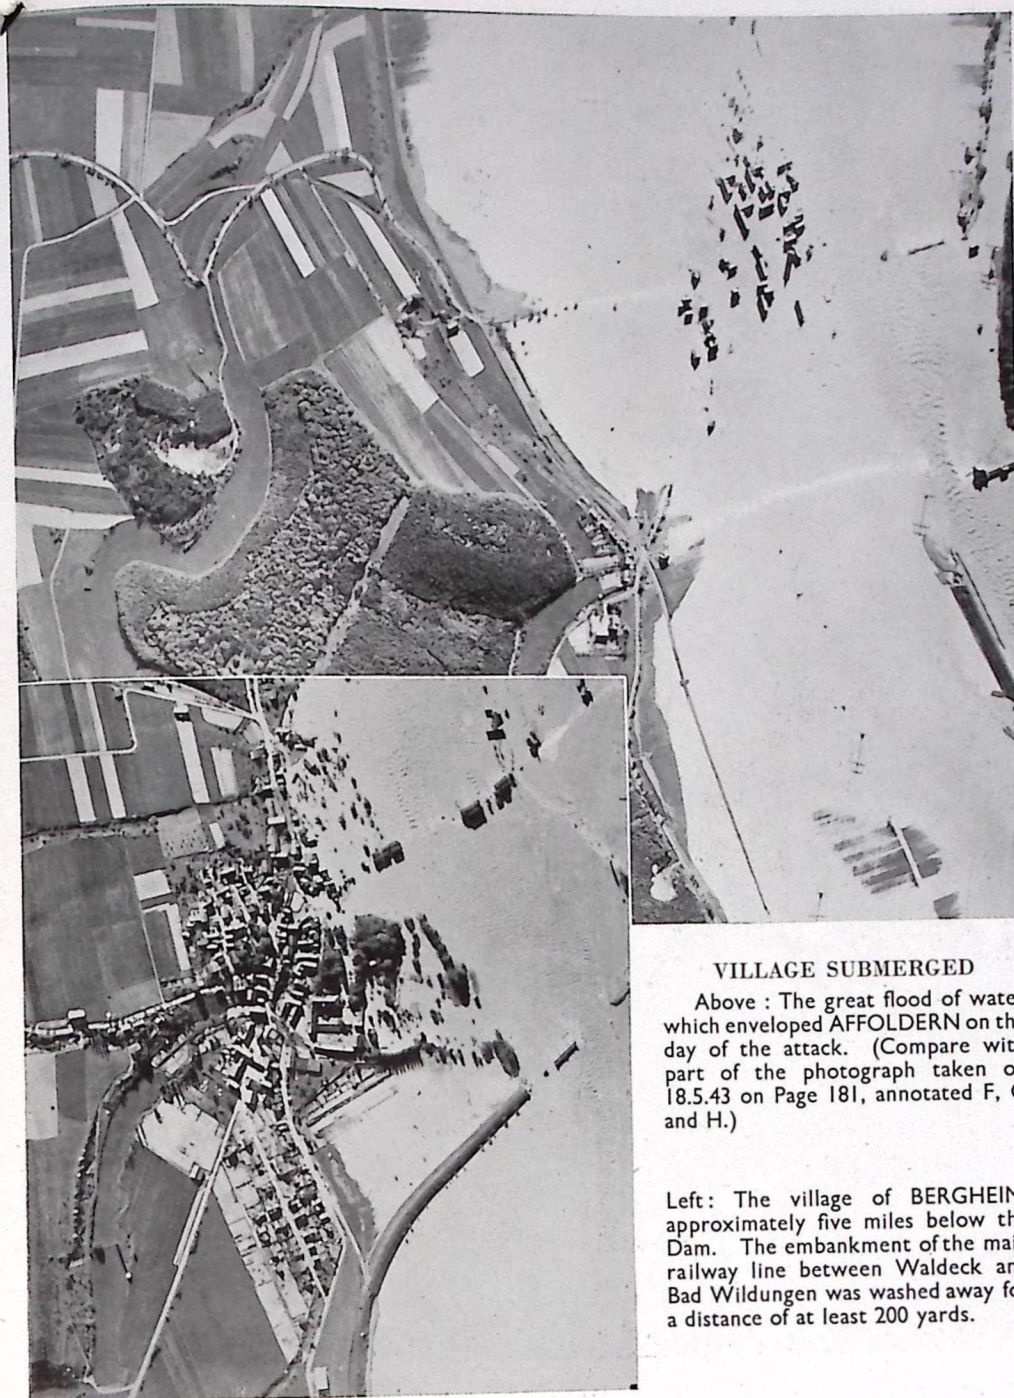 VILLAGE SUBMERGED
Above : The great flood of wate
which enveloped AFFOLDERN on th
day of the attack. (Compare wit
part of the photograph taken o
18.5.43 on Page 181, annotated F,
and H.)
Left : The village of BERGHEIM
approximately five miles below th
Dam. The embankment of the mai
railway line between Waldeck an
Bad Wildungen was washed away fo
a distance of at least 200 yards.